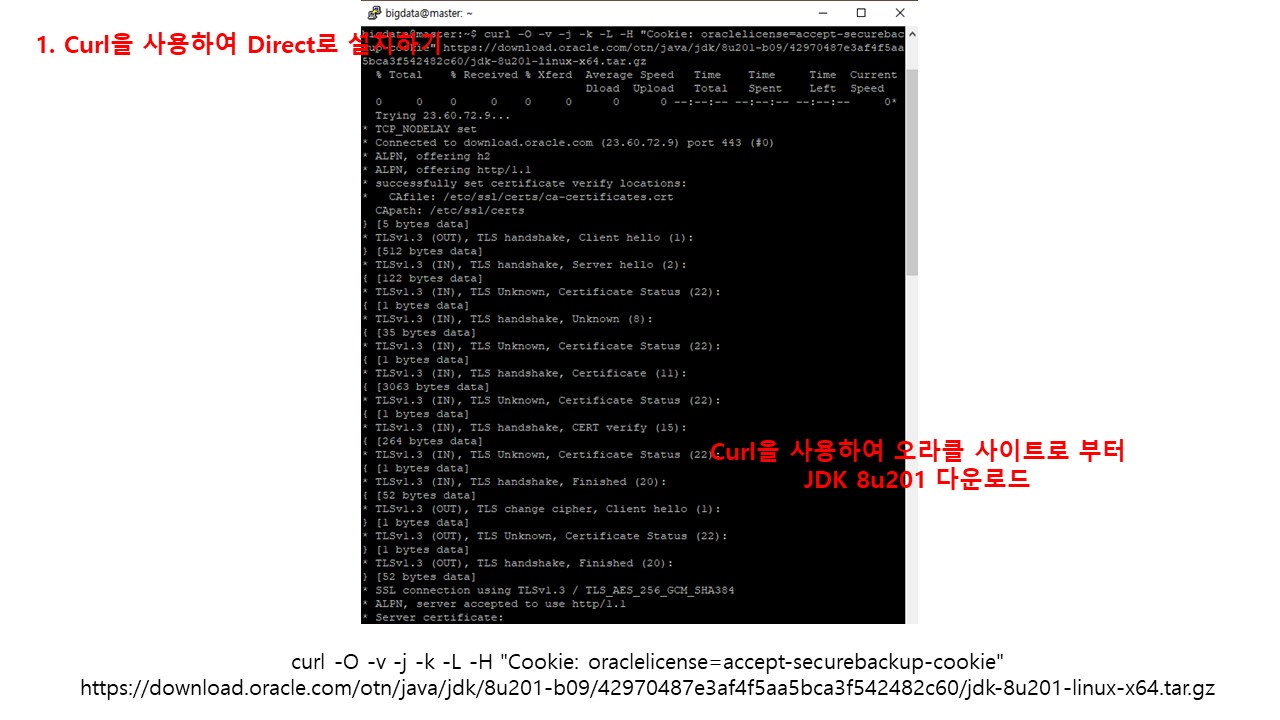 bigdata@master: ~
1. Curl을 사용하여 Direct로 설치하기
bigdata@master:~$ curl -O -v -j -k -L -H "Cookie: oraclelicense=accept-securebac
kup-cookie" https://download.oracle.com/otn/java/jdk/8u201-b09/42970487e3af4f5aa
5bca3f542482c60/jdk-8u201-linux-x64.tar.gz
% Total % Received % Xferd Average Speed Time Time Time Current
Dload Upload Total Spent Left Speed
0 0 0 0 0 0 0 0 --:--:-- --:--:-- --:--:-- 0*
Trying 23.60.72.9...
* TCP_NODELAY set
* Connected to download.oracle.com (23.60.72.9) port 443 (#0)
* ALPN, offering h2
* ALPN, offering http/1.1
* successfully set certificate verify locations:
* CAfile: /etc/ssl/certs/ca-certificates.crt
CApath: /etc/ssl/certs
} [5 bytes data]
* TLSv1.3 (OUT), TLS handshake, Client hello (1):
} [512 bytes data]
* TLSv1.3 (IN), TLS handshake, Server hello (2):
{ [122 bytes data]
* TLSv1.3 (IN), TLS Unknown, Certificate Status (22):
{ [1 bytes data]
* TLSv1.3 (IN), TLS handshake, Unknown (8):
{ [35 bytes data]
* TLSv1.3 (IN), TLS Unknown, Certificate Status (22):
{ [1 bytes data]
* TLSv1.3 (IN), TLS handshake, Certificate (11):
{ [3063 bytes data]
* TLSv1.3 (IN), TLS Unknown, Certificate Status (22):
{ [1 bytes data]
* TLSv1.3 (IN), TLS handshake, CERT verify (15):
{ [264 bytes data]
* TLSv1.3 (IN), TLS Unknown, Certificate Status (22):
{ [1 bytes data]
* TLSv1.3 (IN), TLS handshake, Finished (20):
{ [52 bytes data]
* TLSv1.3 (OUT), TLS change cipher, Client hello (1):
} [1 bytes data]
* TLSv1.3 (OUT), TLS Unknown, Certificate Status (22):
} [1 bytes data]
* TLSv1.3 (OUT), TLS handshake, Finished (20):
} [52 bytes data]
* SSL connection using TLSv1.3 / TLS_AES_256_GCM_SHA384
* ALPN, server accepted to use http/1.1
* Server certificate:
Curl을 사용하여 오라클 사이트로 부터
JDK 8u201 다운로드
curl -O -v -j -k -L -H "Cookie: oraclelicense=accept-securebackup-cookie"
https://download.oracle.com/otn/java/jdk/8u201-b09/42970487e3af4f5aa5bca3f542482c60/jdk-8u201-linux-x64.tar.gz